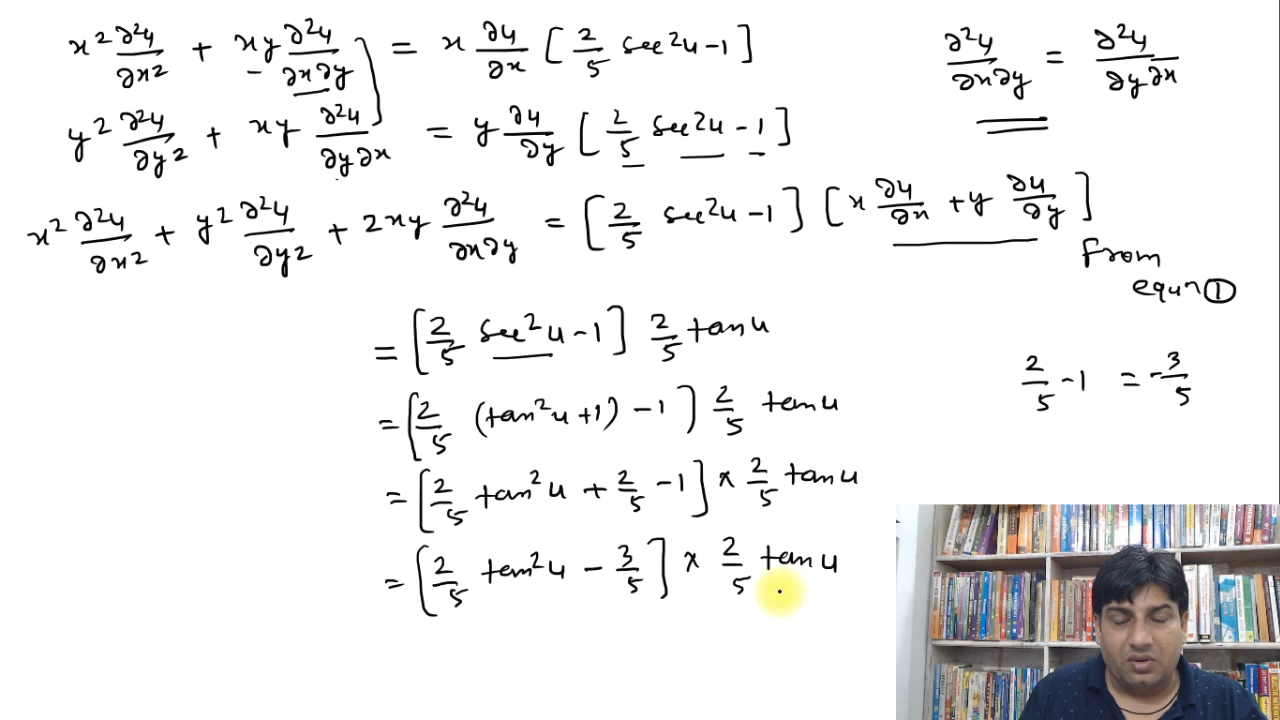 x² ∂²u/∂x² + xy ∂²u/∂x∂y = x ∂u/∂x [2/5 sec²u - 1]
∂²u/∂x∂y = ∂²u/∂y∂x
y² ∂²u/∂y² + xy ∂²u/∂y∂x = y ∂u/∂y [2/5 sec²u - 1]
x² ∂²u/∂x² + y² ∂²u/∂y² + 2xy ∂²u/∂x∂y = [2/5 sec²u - 1] [x ∂u/∂x + y ∂u/∂y]
From
equn ①
= [2/5 sec²u - 1] 2/5 tan u
2/5 - 1 = -3/5
= [2/5 (tan²u + 1) - 1] 2/5 tan u
= [2/5 tan²u + 2/5 - 1] × 2/5 tan u
= [2/5 tan²u - 3/5] × 2/5 tan u